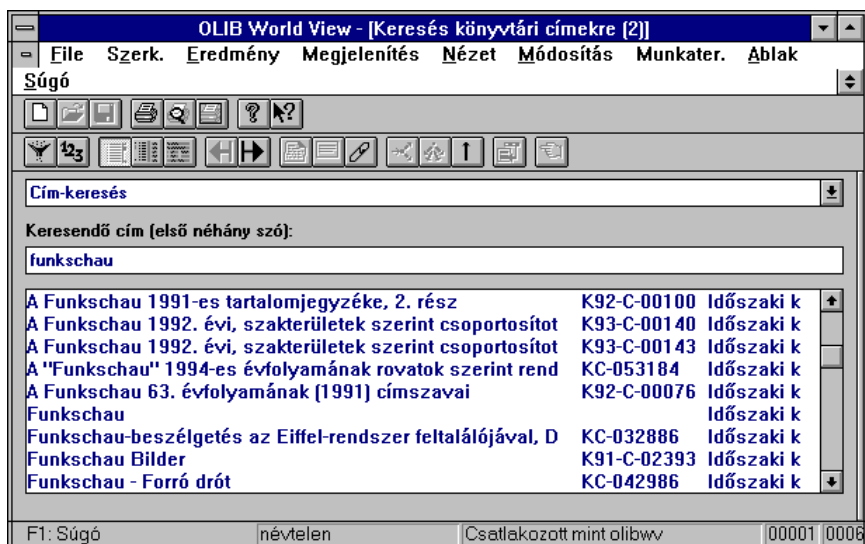 OLIB World View - [Keresés könyvtári címekre (2)]
File Szerk. Eredmény Megjelenítés Nézet Módosítás Munkater. Ablak
Súgó
123
Cím-keresés
Keresendő cím (első néhány szó):
funkschau
A Funkschau 1991-es tartalomjegyzéke, 2. rész K92-C-00100 Időszaki k
A Funkschau 1992. évi, szakterületek szerint csoportosítot K93-C-00140 Időszaki k
A Funkschau 1992. évi, szakterületek szerint csoportosítot K93-C-00143 Időszaki k
A "Funkschau" 1994-es évfolyamának rovatok szerint rend KC-053184 Időszaki k
A Funkschau 63. évfolyamának (1991) címszavai K92-C-00076 Időszaki k
Funkschau Időszaki k
Funkschau-beszélgetés az Eiffel-rendszer feltalálójával, D KC-032886 Időszaki k
Funkschau Bilder K91-C-02393 Időszaki k
Funkschau - Forró drót KC-042986 Időszaki k
F1: Súgó névtelen Csatlakozott mint olibwv 00001 0006